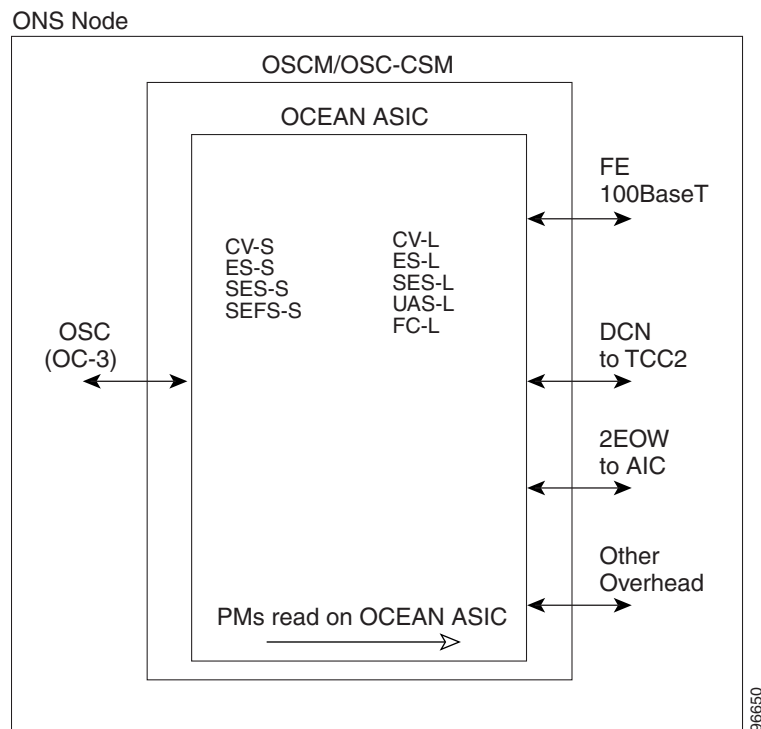 ONS Node
OSCM/OSC-CSM
OCEAN ASIC
FE
100BaseT
CV-S
ES-S
SES-S
SEFS-S
CV-L
ES-L
SES-L
UAS-L
FC-L
OSC
(OC-3)
DCN
to TCC2
2EOW
to AIC
Other
Overhead
PMs read on OCEAN ASIC
96650